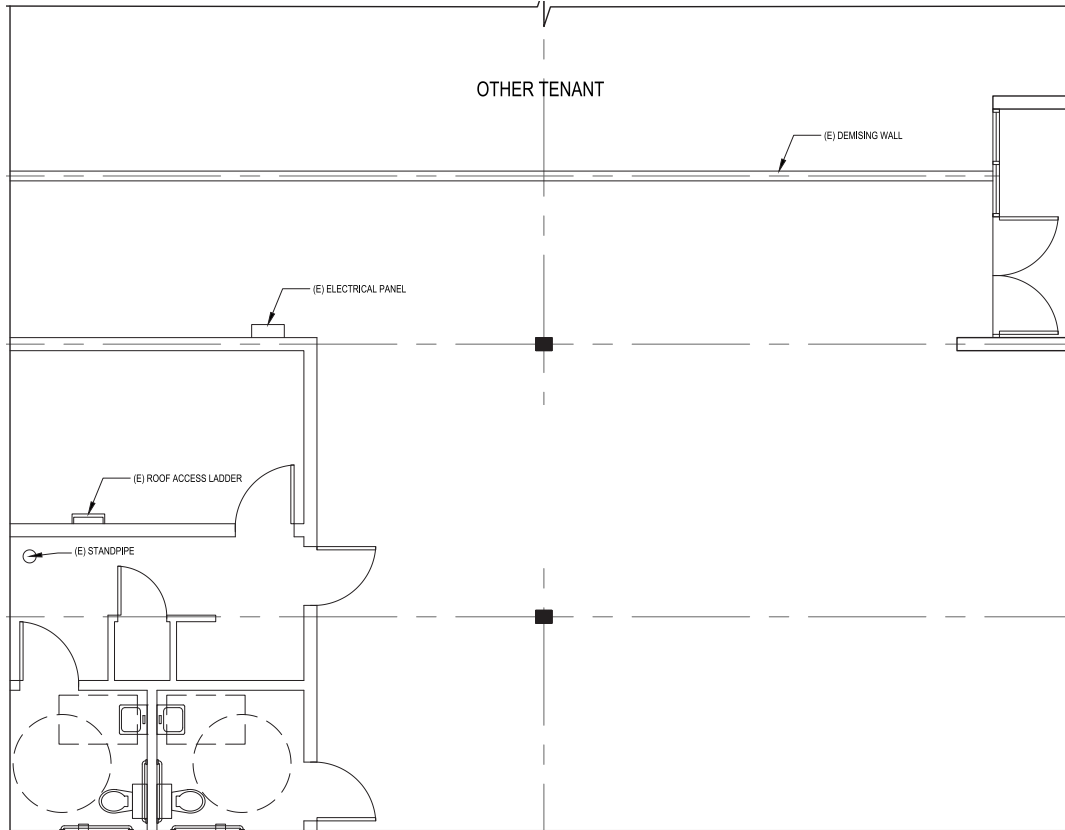 OTHER TENANT
(E) DEMISING WALL
(E) ELECTRICAL PANEL
(E) ROOF ACCESS LADDER
(E) STANDPIPE